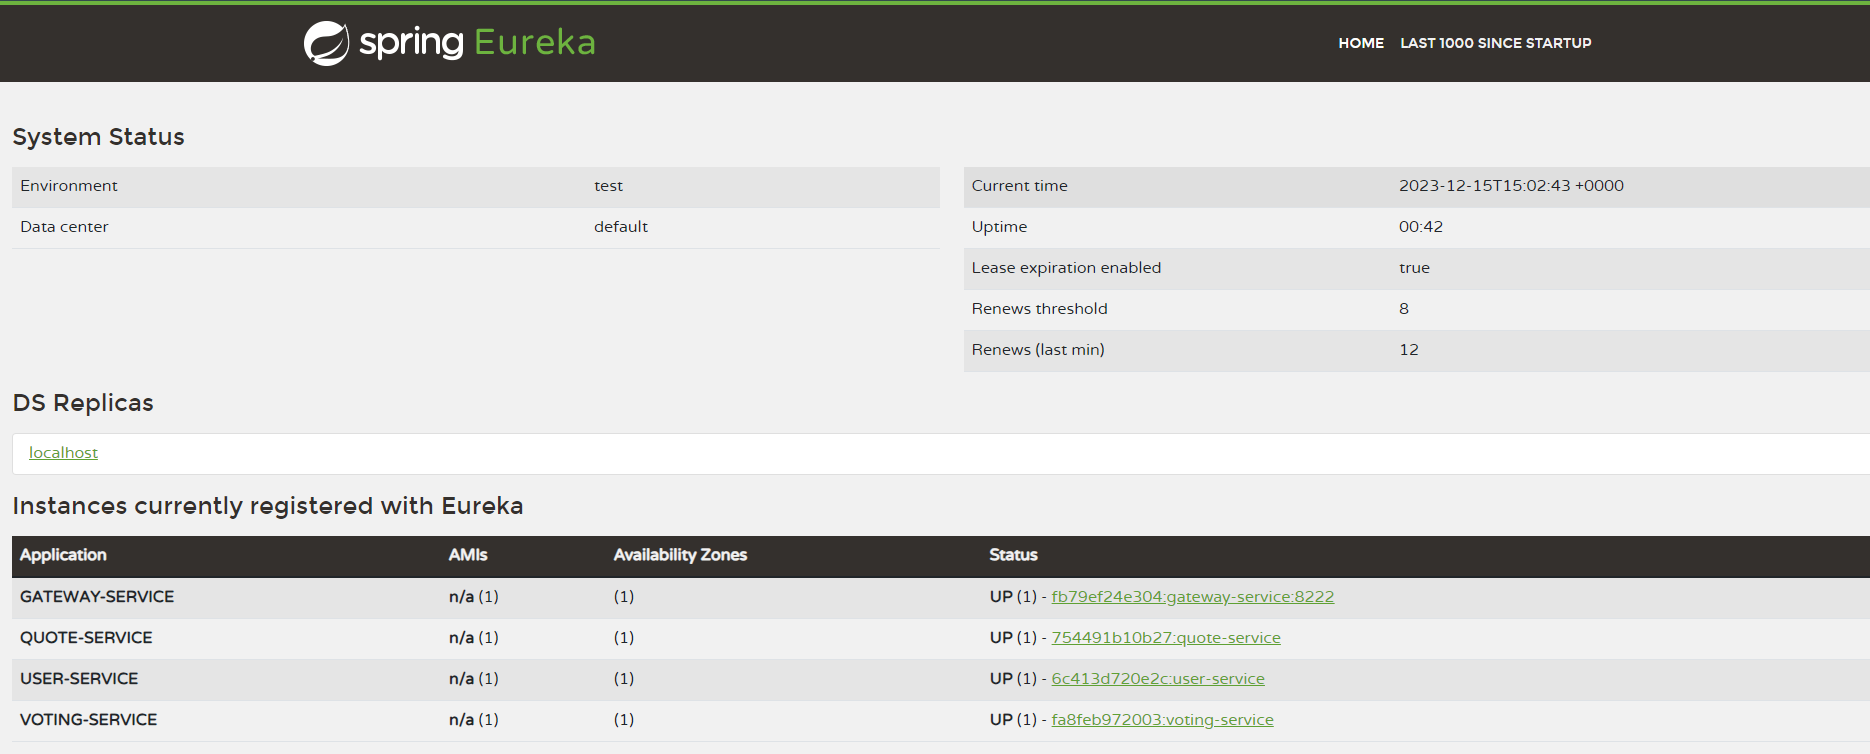 spring Eureka
HOME LAST 1000 SINCE STARTUP
System Status
Environment test
Data center default
Current time 2023-12-15T15:02:43 +0000
Uptime 00:42
Lease expiration enabled true
Renews threshold 8
Renews (last min) 12
DS Replicas
localhost
Instances currently registered with Eureka
Application AMIs Availability Zones Status
GATEWAY-SERVICE n/a (1) (1) UP (1) - fb79ef24e304:gateway-service:8222
QUOTE-SERVICE n/a (1) (1) UP (1) - 754491b10b27:quote-service
USER-SERVICE n/a (1) (1) UP (1) - 6c413d720e2c:user-service
VOTING-SERVICE n/a (1) (1) UP (1) - fa8feb972003:voting-service